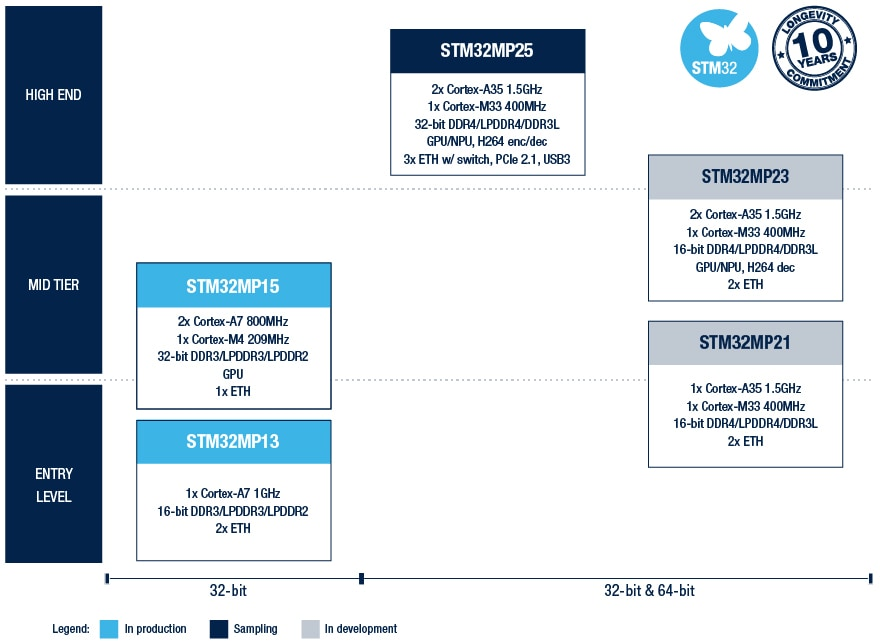 HIGH END
STM32MP25
2x Cortex-A35 1.5GHz
1x Cortex-M33 400MHz
32-bit DDR4/LPDDR4/DDR3L
GPU/NPU, H264 enc/dec
3x ETH w/ switch, PCIe 2.1, USB3
STM32
LONGEVITY
10
YEARS
COMMITMENT
STM32MP23
2x Cortex-A35 1.5GHz
1x Cortex-M33 400MHz
16-bit DDR4/LPDDR4/DDR3L
GPU/NPU, H264 dec
2x ETH
MID TIER
STM32MP15
2x Cortex-A7 800MHz
1x Cortex-M4 209MHz
32-bit DDR3/LPDDR3/LPDDR2
GPU
1x ETH
STM32MP21
1x Cortex-A35 1.5GHz
1x Cortex-M33 400MHz
16-bit DDR4/LPDDR4/DDR3L
2x ETH
ENTRY
LEVEL
STM32MP13
1x Cortex-A7 1GHz
16-bit DDR3/LPDDR3/LPDDR2
2x ETH
32-bit
32-bit & 64-bit
Legend: In production Sampling In development